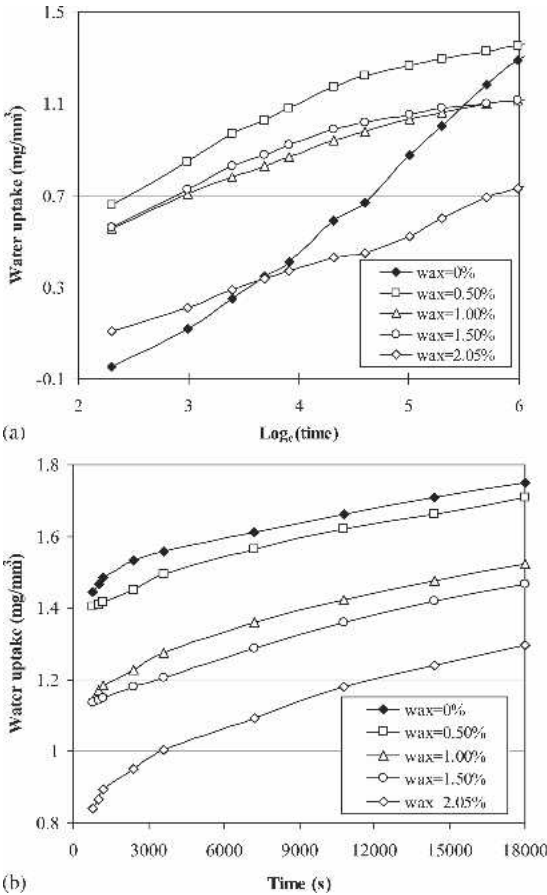 1.5
1.1
0.7
0.3
-0.1
Water uptake (mg/mm³)
wax=0%
wax=0.50%
wax=1.00%
wax=1.50%
wax=2.05%
2 3 4 5 6
(a) Logₑ(time)
1.8
1.6
1.4
1.2
1
0.8
Water uptake (mg/mm³)
wax=0%
wax=0.50%
wax=1.00%
wax=1.50%
wax 2.05%
0 3000 6000 9000 12000 15000 18000
(b) Time (s)